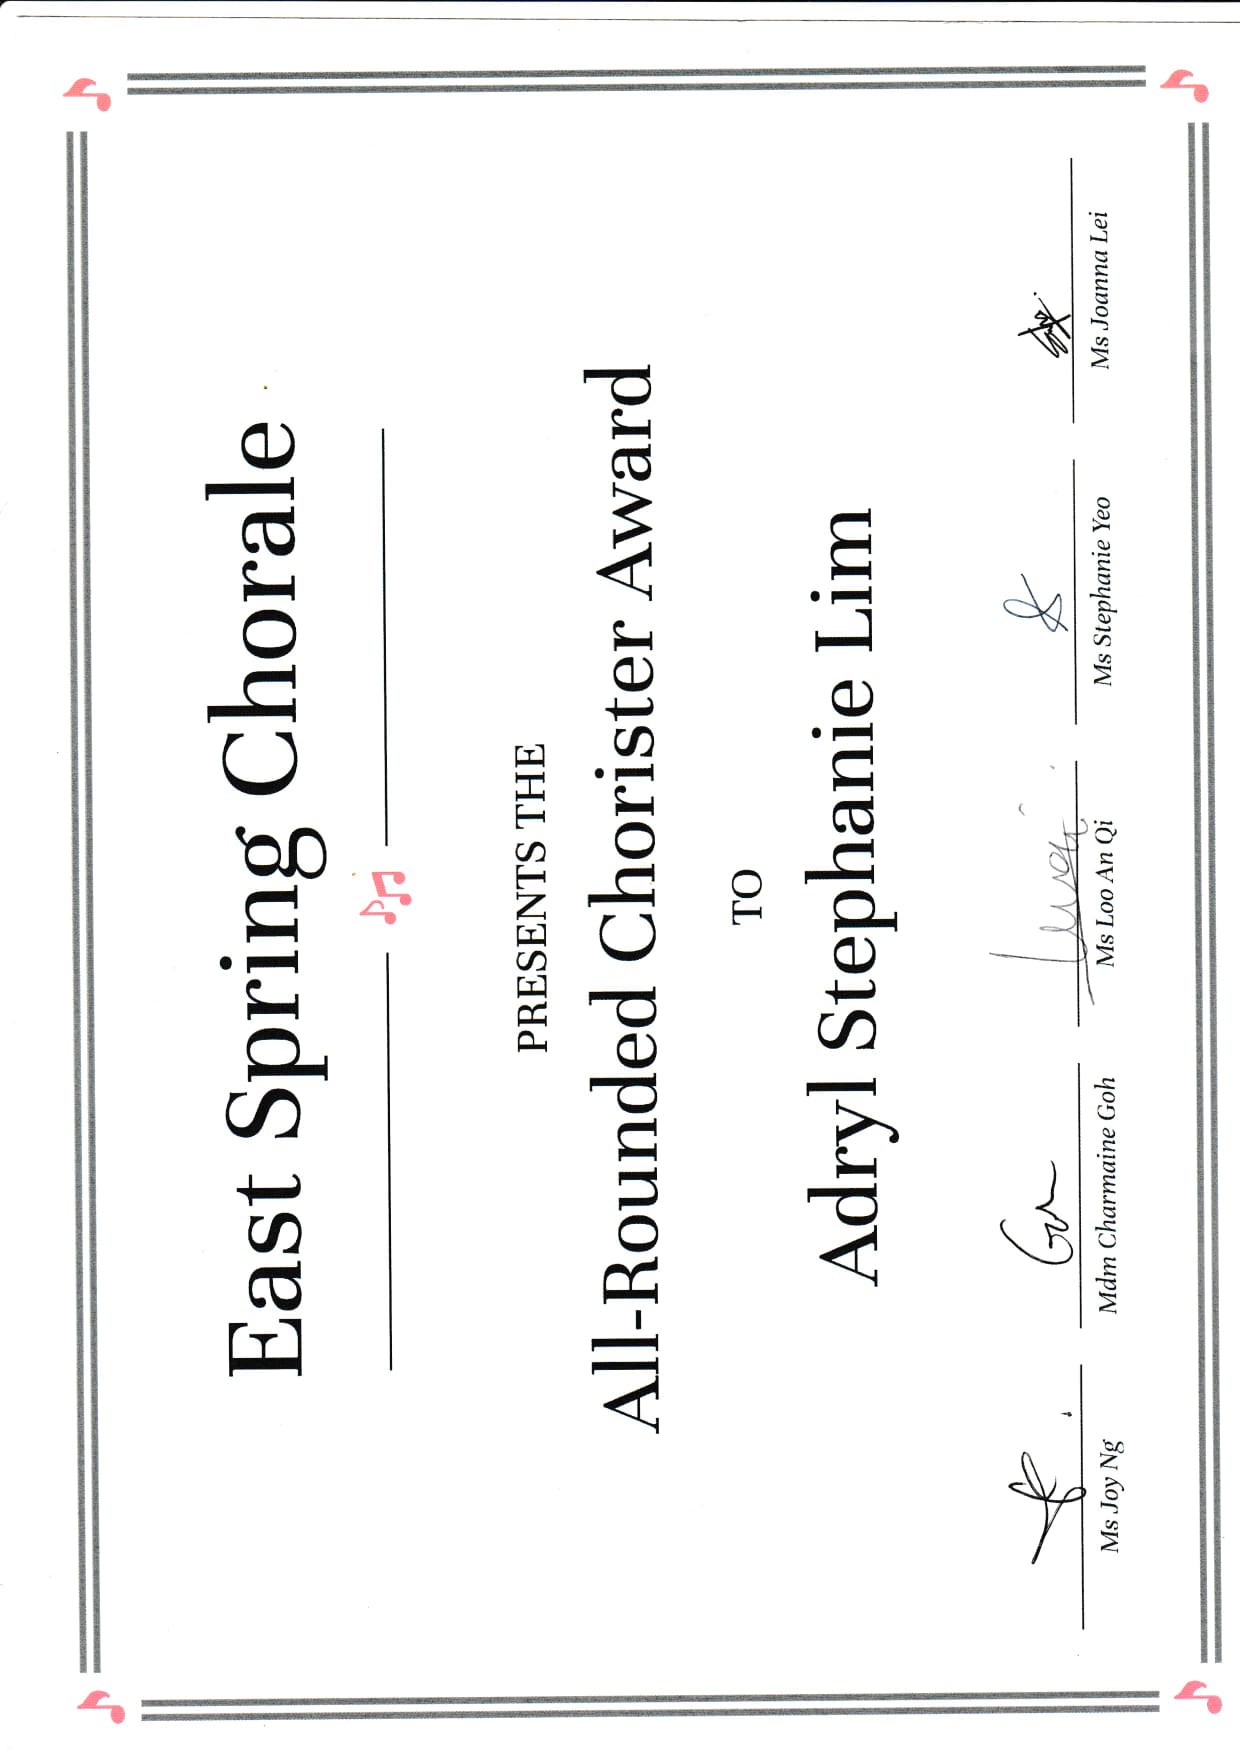 East Spring Chorale
PRESENTS THE
All-Rounded Chorister Award
TO
Adryl Stephanie Lim
Ms Joy Ng
Mdm Charmaine Goh
Ms Loo An Qi
Ms Stephanie Yeo
Ms Joanna Lei